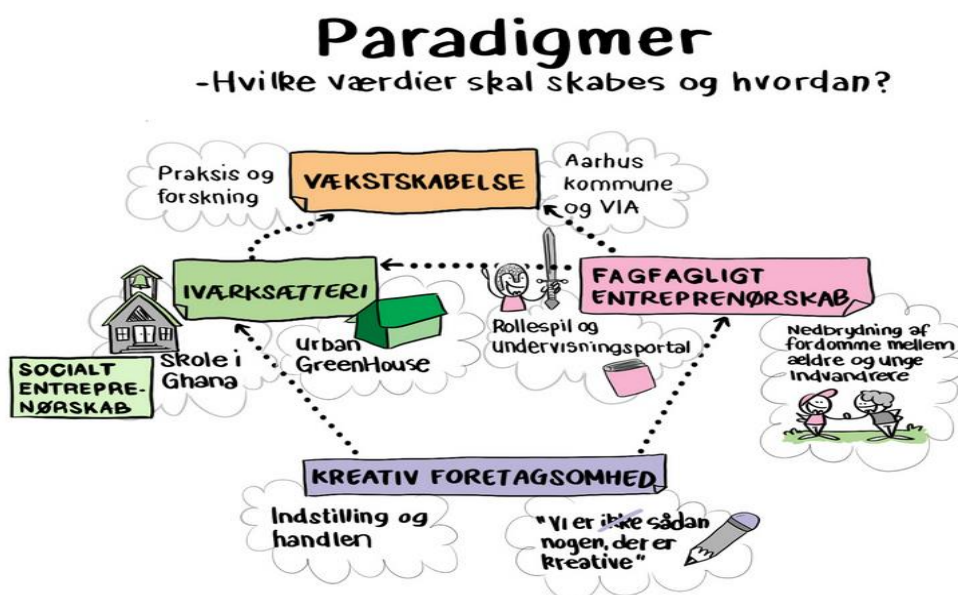 Paradigmer
-Hvilke værdier skal skabes og hvordan?
Praksis og
forskning
VÆKSTSKABELSE
Aarhus
kommune
og VIA
IVÆRKSÆTTERI
FAGFAGLIGT
ENTREPRENØRSKAB
SOCIALT
ENTREPRE-
NØRSKAB
Skole i
Ghana
urban
GreenHouse
Rollespil og
undervisningsportal
Nedbrydning af
fordomme mellem
ældre og unge
indvandrere
KREATIV FORETAGSOMHED
Indstilling og
handlen
"Vi er ikke sådan
nogen, der er
kreative"